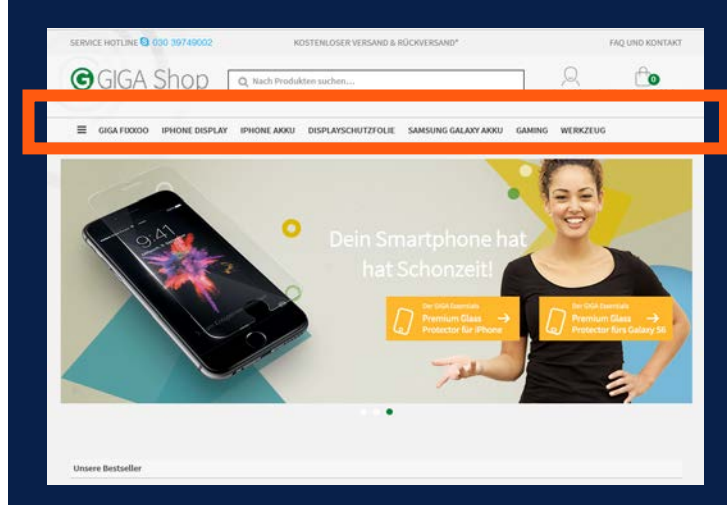 SERVICE HOTLINE 030 39749002
KOSTENLOSER VERSAND & RÜCKVERSAND*
FAQ UND KONTAKT
GIGA Shop
Nach Produkten suchen...
0
GIGA FIXXOO IPHONE DISPLAY IPHONE AKKU DISPLAYSCHUTZFOLIE SAMSUNG GALAXY AKKU GAMING WERKZEUG
9:41
Dein Smartphone hat
hat Schonzeit!
Der GIGA Essentials
Premium Glass
Protector für iPhone
Der GIGA Essentials
Premium Glass
Protector fürs Galaxy S6
Unsere Bestseller